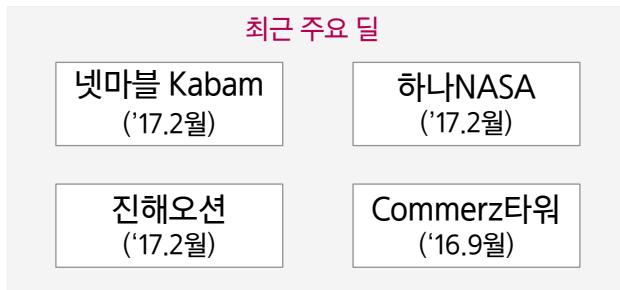 최근 주요 딜
넷마블 Kabam
(’17.2월)
하나NASA
(’17.2월)
진해오션
(‘17.2월)
Commerz타워
(‘16.9월)